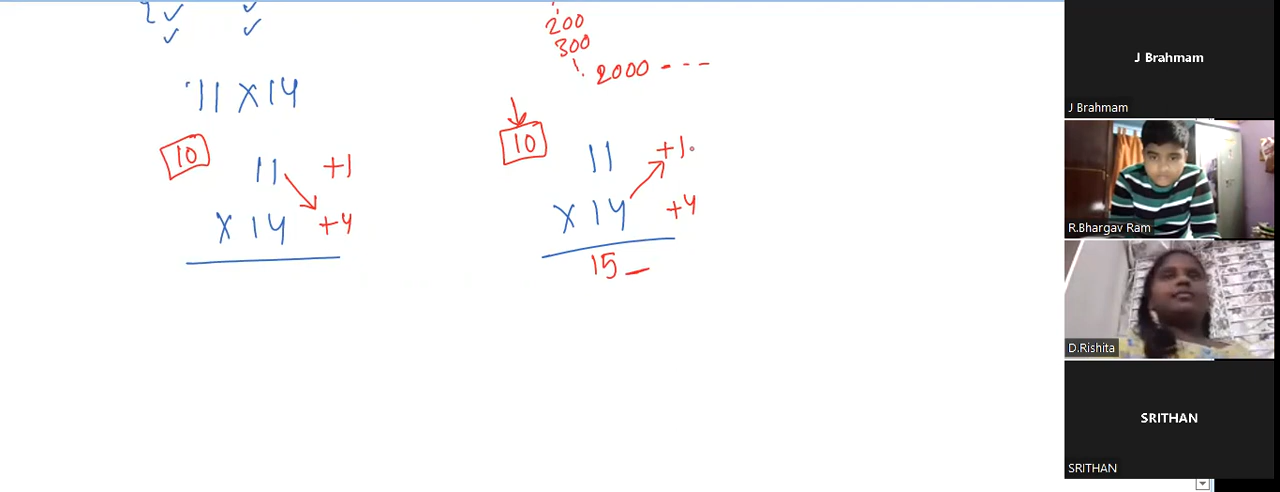 2 ✓ ✓
✓ ✓
11 × 14
10
11 +1
× 14 +4
200
300
2000 - - -
10
11 +1
× 14 +4
15 _
J Brahmam
J Brahmam
R.Bhargav Ram
D.Rishita
SRITHAN
SRITHAN